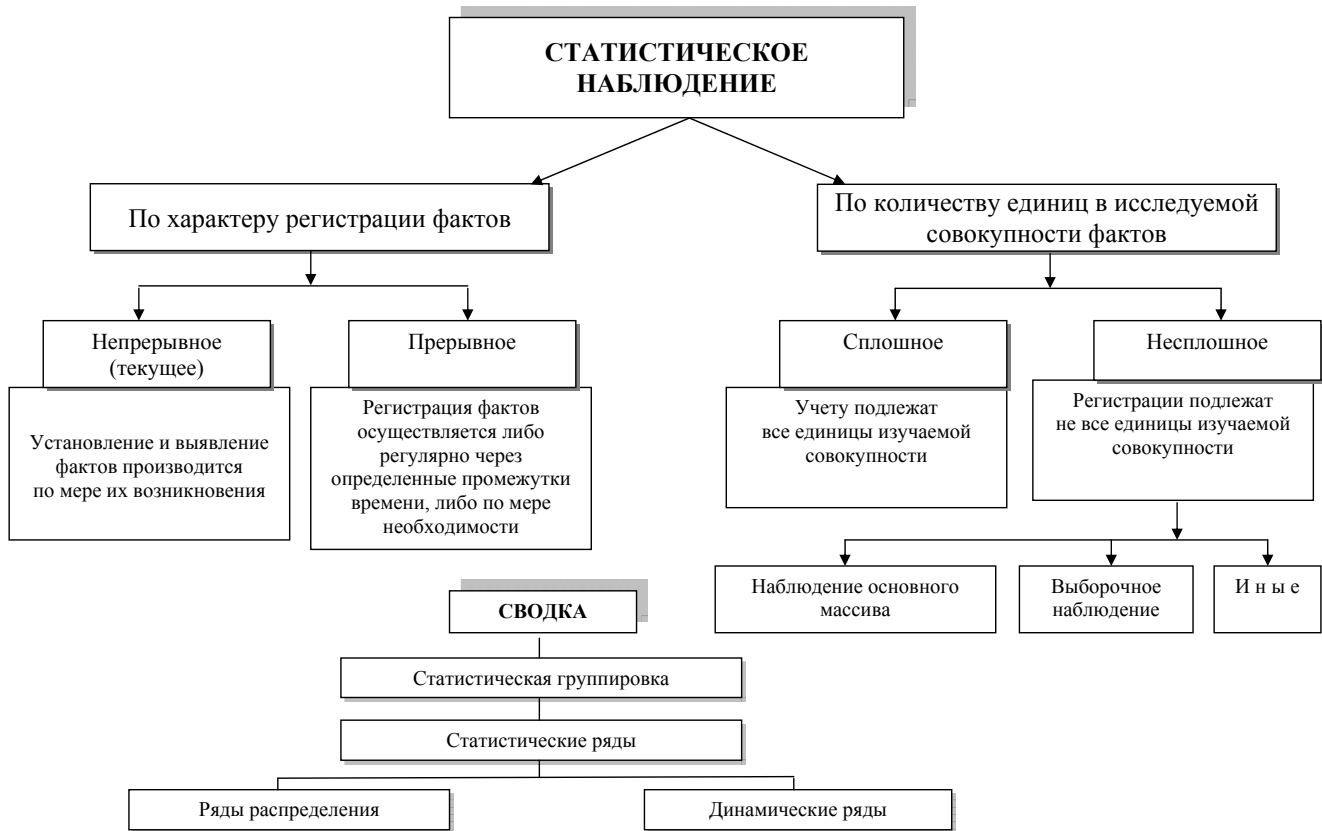 СТАТИСТИЧЕСКОЕ
НАБЛЮДЕНИЕ
По характеру регистрации фактов
По количеству единиц в исследуемой
совокупности фактов
Непрерывное
(текущее)
Прерывное
Сплошное
Несплошное
Установление и выявление
фактов производится
по мере их возникновения
Регистрация фактов
осуществляется либо
регулярно через
определенные промежутки
времени, либо по мере
необходимости
Учету подлежат
все единицы изучаемой
совокупности
Регистрации подлежат
не все единицы изучаемой
совокупности
Наблюдение основного
массива
Выборочное
наблюдение
И н ы е
СВОДКА
Статистическая группировка
Статистические ряды
Ряды распределения
Динамические ряды